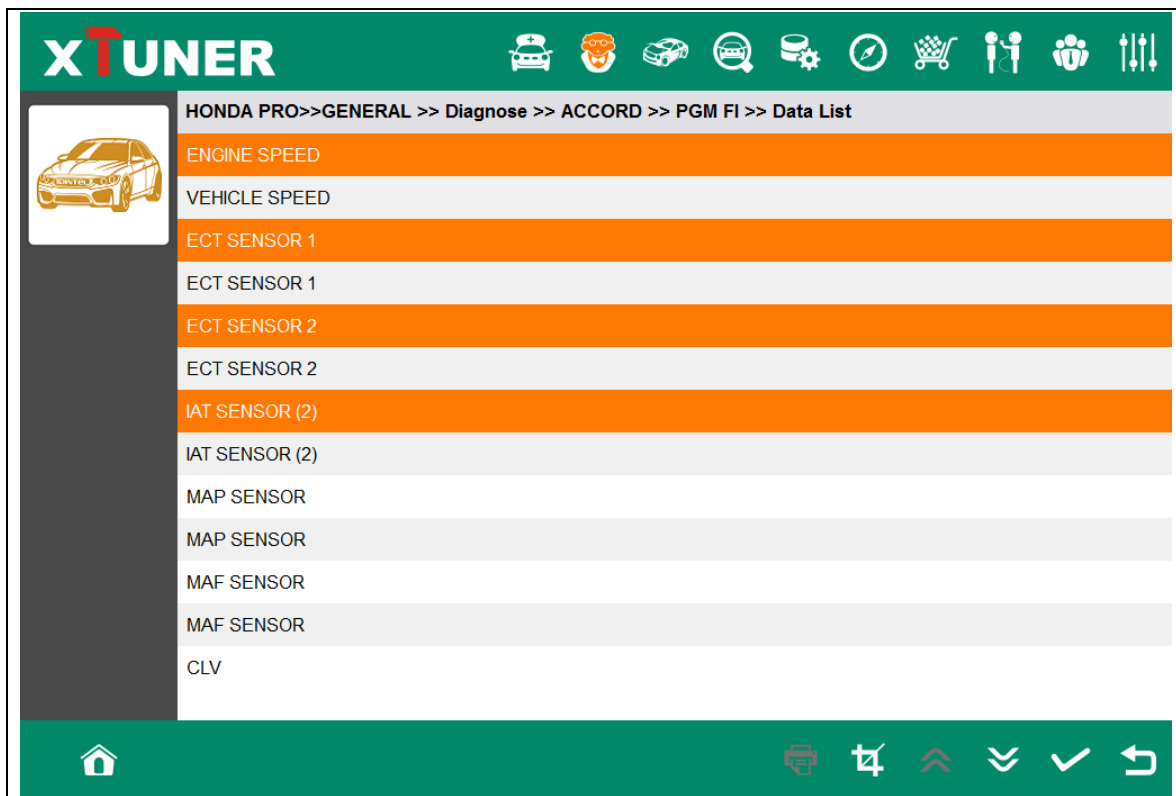 XTUNER
HONDA PRO>>GENERAL >> Diagnose >> ACCORD >> PGM FI >> Data List
ENGINE SPEED
VEHICLE SPEED
ECT SENSOR 1
ECT SENSOR 1
ECT SENSOR 2
ECT SENSOR 2
IAT SENSOR (2)
IAT SENSOR (2)
MAP SENSOR
MAP SENSOR
MAF SENSOR
MAF SENSOR
CLV